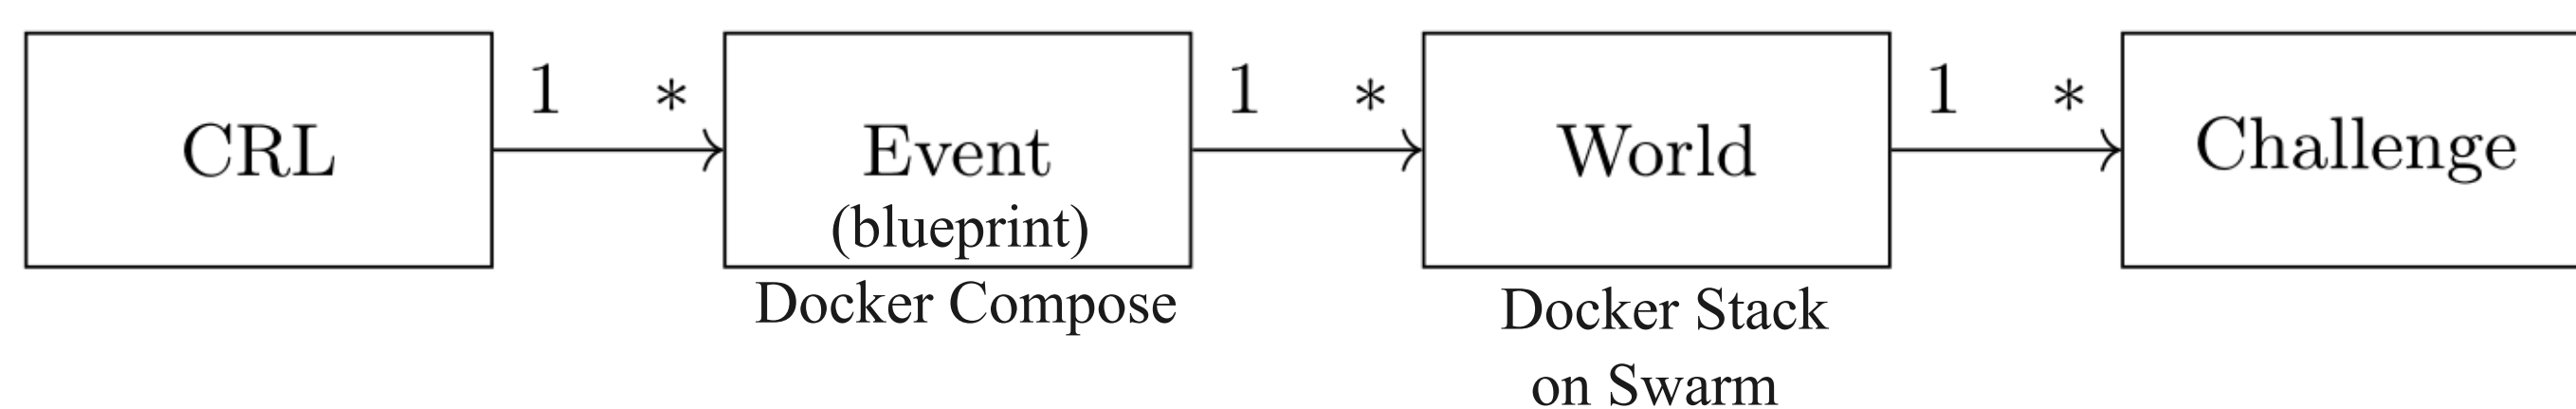 CRL
1 *
Event
(blueprint)
Docker Compose
1 *
World
Docker Stack
on Swarm
1 *
Challenge